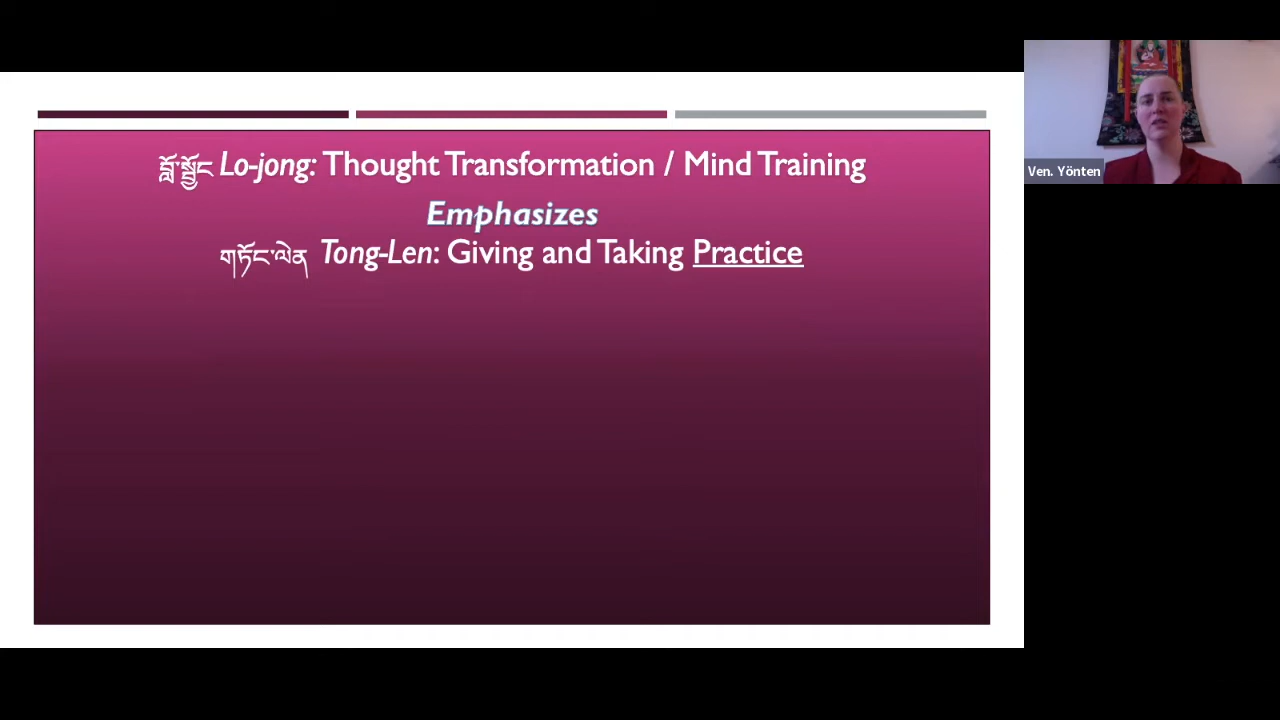 བློ་སྦྱོང Lo-jong: Thought Transformation / Mind Training
Emphasizes
གཏོང་ལེན Tong-Len: Giving and Taking Practice
Ven. Yönten